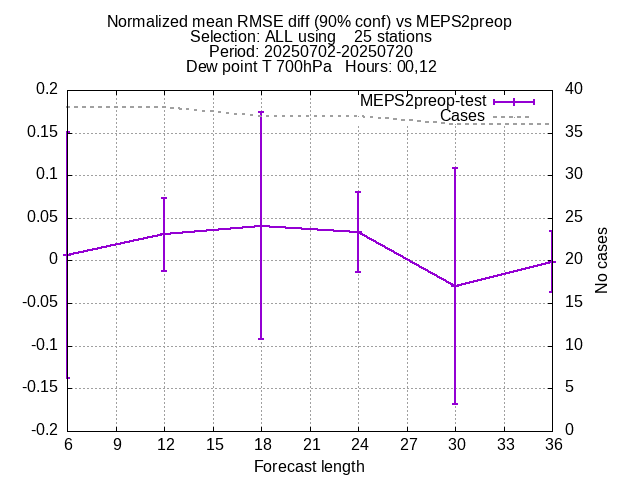 Normalized mean RMSE diff (90% conf) vs MEPS2preop
Selection: ALL using    25 stations
Period: 20250702-20250720
Dew point T 700hPa   Hours: 00,12
MEPS2preop-test
Cases
0.2
0.15
0.1
0.05
0
-0.05
-0.1
-0.15
-0.2
40
35
30
25
20
15
10
5
0
No cases
6 9 12 15 18 21 24 27 30 33 36
Forecast length